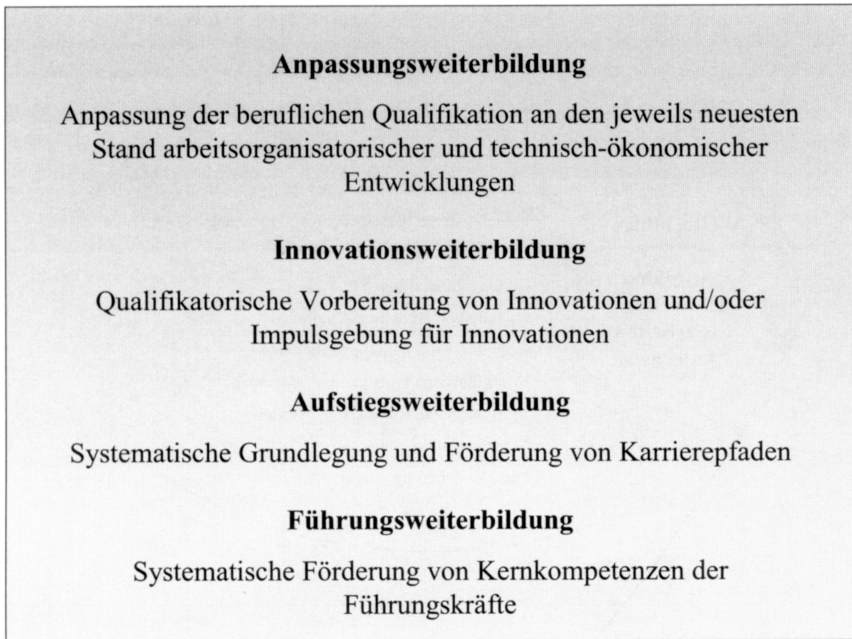 Anpassungsweiterbildung
Anpassung der beruflichen Qualifikation an den jeweils neuesten
Stand arbeitsorganisatorischer und technisch-ökonomischer
Entwicklungen
Innovationsweiterbildung
Qualifikatorische Vorbereitung von Innovationen und/oder
Impulsgebung für Innovationen
Aufstiegsweiterbildung
Systematische Grundlegung und Förderung von Karrierepfaden
Führungsweiterbildung
Systematische Förderung von Kernkompetenzen der
Führungskräfte